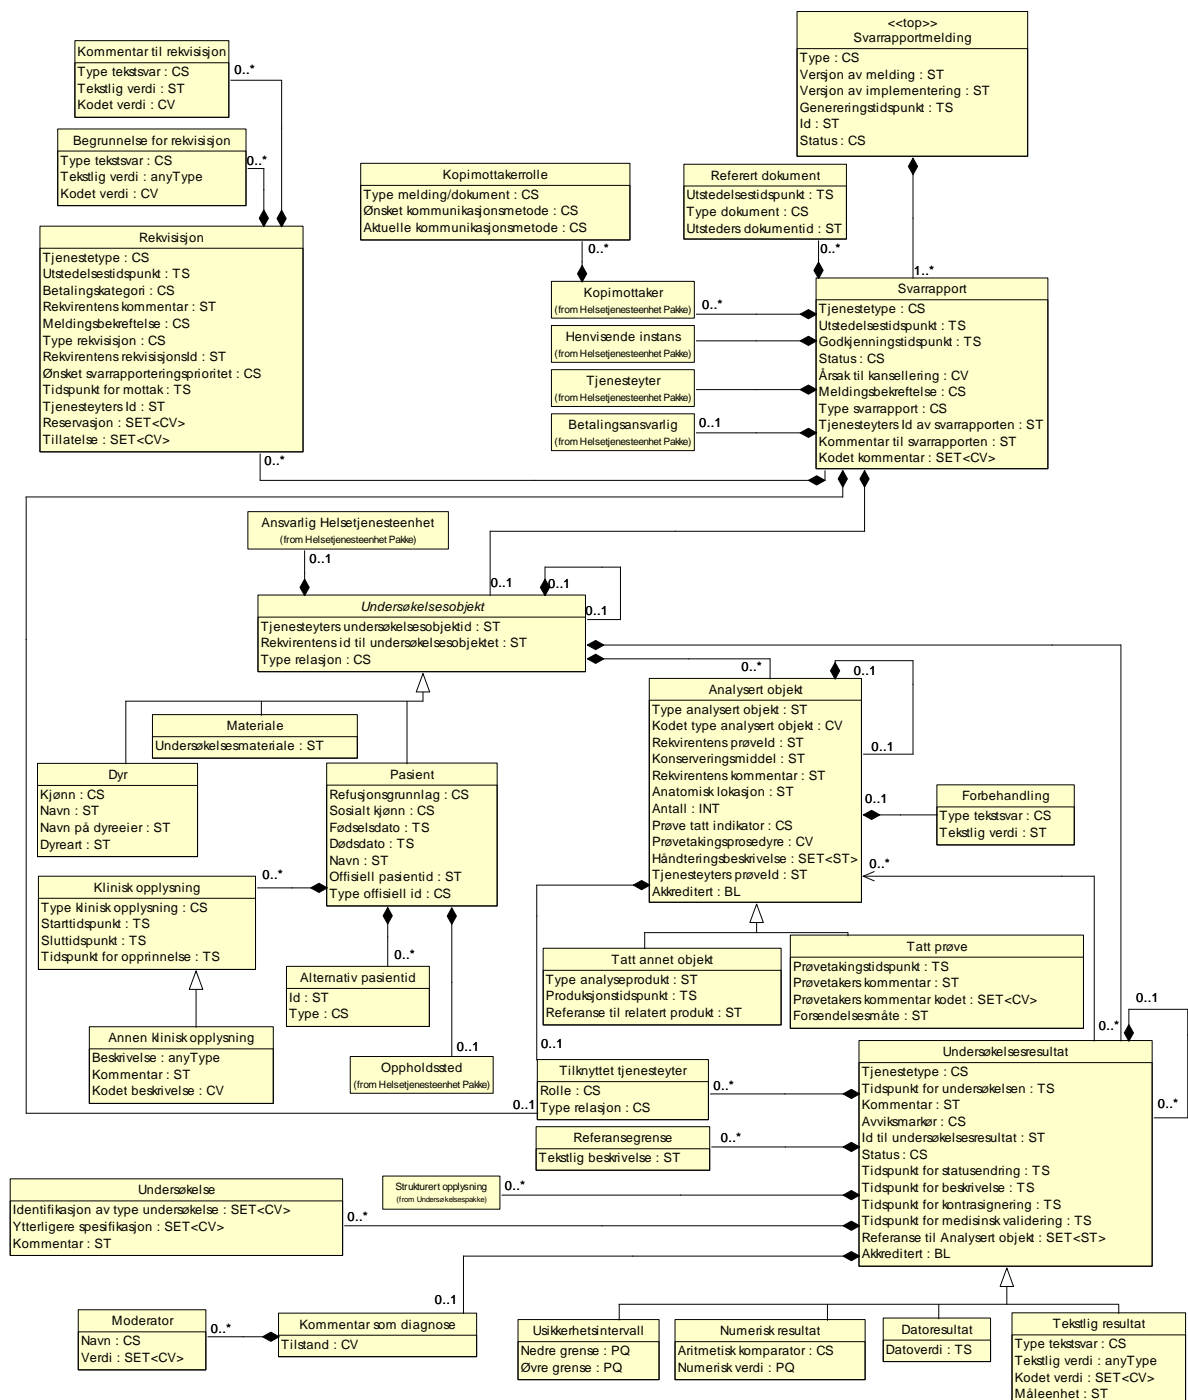 <<top>>
Svarrapportmelding
Type : CS
Versjon av melding : ST
Versjon av implementering : ST
Genereringstidspunkt : TS
Id : ST
Status : CS
Kommentar til rekvisisjon
Type tekstsvar : CS
Tekstlig verdi : ST
Kodet verdi : CV
0..*
Begrunnelse for rekvisisjon
Type tekstsvar : CS
Tekstlig verdi : anyType
Kodet verdi : CV
0..*
Kopimottakerrolle
Type melding/dokument : CS
Ønsket kommunikasjonsmetode : CS
Aktuelle kommunikasjonsmetode : CS
0..*
Referert dokument
Utstedelsestidspunkt : TS
Type dokument : CS
Utsteders dokumentid : ST
0..*
1..*
Rekvisisjon
Tjenestetype : CS
Utstedelsestidspunkt : TS
Betalingskategori : CS
Rekvirentens kommentar : ST
Meldingsbekreftelse : CS
Type rekvisisjon : CS
Rekvirentens rekvisisjonsId : ST
Ønsket svarrapporteringsprioritet : CS
Tidspunkt for mottak : TS
Tjenesteyters Id : ST
Reservasjon : SET<CV>
Tillatelse : SET<CV>
0..*
Kopimottaker
(from Helsetjenesteenhet Pakke)
0..*
Henvisende instans
(from Helsetjenesteenhet Pakke)
Tjenesteyter
(from Helsetjenesteenhet Pakke)
Betalingsansvarlig
(from Helsetjenesteenhet Pakke)
0..1
Svarrapport
Tjenestetype : CS
Utstedelsestidspunkt : TS
Godkjenningstidspunkt : TS
Status : CS
Årsak til kansellering : CV
Meldingsbekreftelse : CS
Type svarrapport : CS
Tjenesteyters Id av svarrapporten : ST
Kommentar til svarrapporten : ST
Kodet kommentar : SET<CV>
Ansvarlig Helsetjenesteenhet
(from Helsetjenesteenhet Pakke)
0..1
0..1
0..1
0..1
Undersøkelsesobjekt
Tjenesteyters undersøkelsesobjektid : ST
Rekvirentens id til undersøkelsesobjektet : ST
Type relasjon : CS
0..*
Materiale
Undersøkelsesmateriale : ST
Dyr
Kjønn : CS
Navn : ST
Navn på dyreeier : ST
Dyreart : ST
Pasient
Refusjonsgrunnlag : CS
Sosialt kjønn : CS
Fødselsdato : TS
Dødsdato : TS
Navn : ST
Offisiell pasientid : ST
Type offisiell id : CS
Analysert objekt
Type analysert objekt : ST
Kodet type analysert objekt : CV
Rekvirentens prøveId : ST
Konserveringsmiddel : ST
Rekvirentens kommentar : ST
Anatomisk lokasjon : ST
Antall : INT
Prøve tatt indikator : CS
Prøvetakingsprosedyre : CV
Håndteringsbeskrivelse : SET<ST>
Tjenesteyters prøveId : ST
Akkreditert : BL
0..1
0..1
0..1
Forbehandling
Type tekstsvar : CS
Tekstlig verdi : ST
0..*
Klinisk opplysning
Type klinisk opplysning : CS
Starttidspunkt : TS
Sluttidspunkt : TS
Tidspunkt for opprinnelse : TS
0..*
Annen klinisk opplysning
Beskrivelse : anyType
Kommentar : ST
Kodet beskrivelse : CV
0..*
Alternativ pasientid
Id : ST
Type : CS
0..1
Oppholdssted
(from Helsetjenesteenhet Pakke)
Tatt annet objekt
Type analyseprodukt : ST
Produksjonstidspunkt : TS
Referanse til relatert produkt : ST
Tatt prøve
Prøvetakingstidspunkt : TS
Prøvetakers kommentar : ST
Prøvetakers kommentar kodet : SET<CV>
Forsendelsesmåte : ST
0..1
0..*
0..1
0..1
Tilknyttet tjenesteyter
Rolle : CS
Type relasjon : CS
0..*
Undersøkelsesresultat
Tjenestetype : CS
Tidspunkt for undersøkelsen : TS
Kommentar : ST
Avviksmarkør : CS
Id til undersøkelsesresultat : ST
Status : CS
Tidspunkt for statusendring : TS
Tidspunkt for beskrivelse : TS
Tidspunkt for kontrasignering : TS
Tidspunkt for medisinsk validering : TS
Referanse til Analysert objekt : SET<ST>
Akkreditert : BL
0..*
Referansegrense
Tekstlig beskrivelse : ST
0..*
Strukturert opplysning
(from Undersøkelsespakke)
0..*
Undersøkelse
Identifikasjon av type undersøkelse : SET<CV>
Ytterligere spesifikasjon : SET<CV>
Kommentar : ST
0..*
0..1
Moderator
Navn : CS
Verdi : SET<CV>
0..*
Kommentar som diagnose
Tilstand : CV
Usikkerhetsintervall
Nedre grense : PQ
Øvre grense : PQ
Numerisk resultat
Aritmetisk komparator : CS
Numerisk verdi : PQ
Datoresultat
Datoverdi : TS
Tekstlig resultat
Type tekstsvar : CS
Tekstlig verdi : anyType
Kodet verdi : SET<CV>
Måleenhet : ST